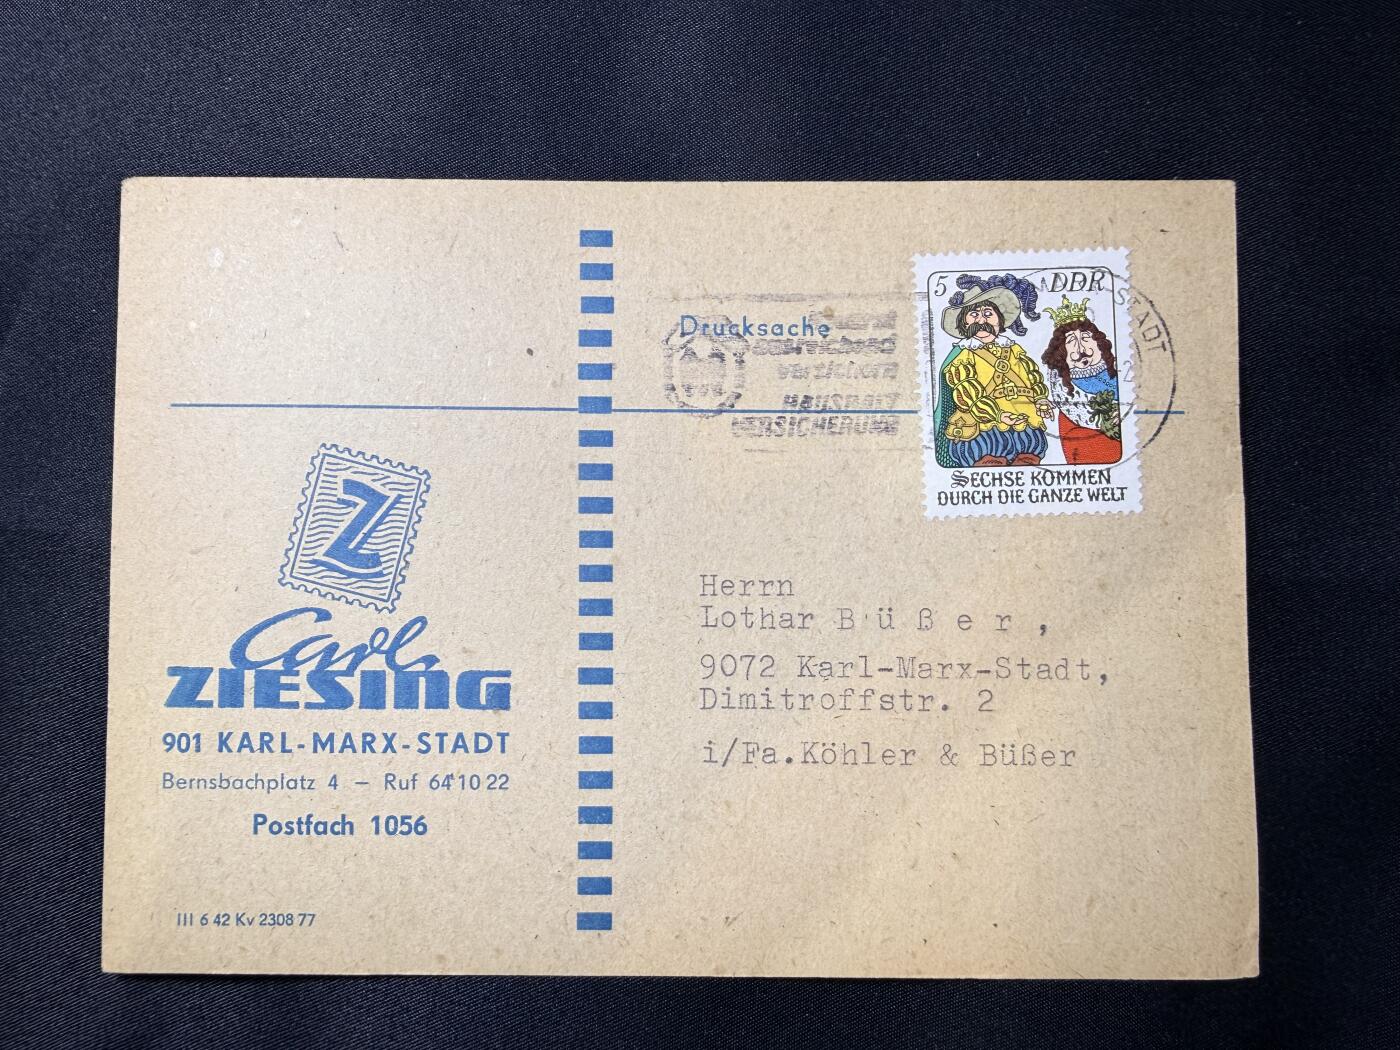 Drucksache
5 DDR
STADT
VERSICHERUNG
SECHSE KOMMEN
DURCH DIE GANZE WELT
Z
Carl
ZIESING
901 KARL-MARX-STADT
Bernsbachplatz 4 – Ruf 64 10 22
Postfach 1056
III 6 42 Kv 2308 77
Herrn
Lothar B ü ß e r ,
9072 Karl-Marx-Stadt,
Dimitroffstr. 2
i/Fa.Köhler & Büßer